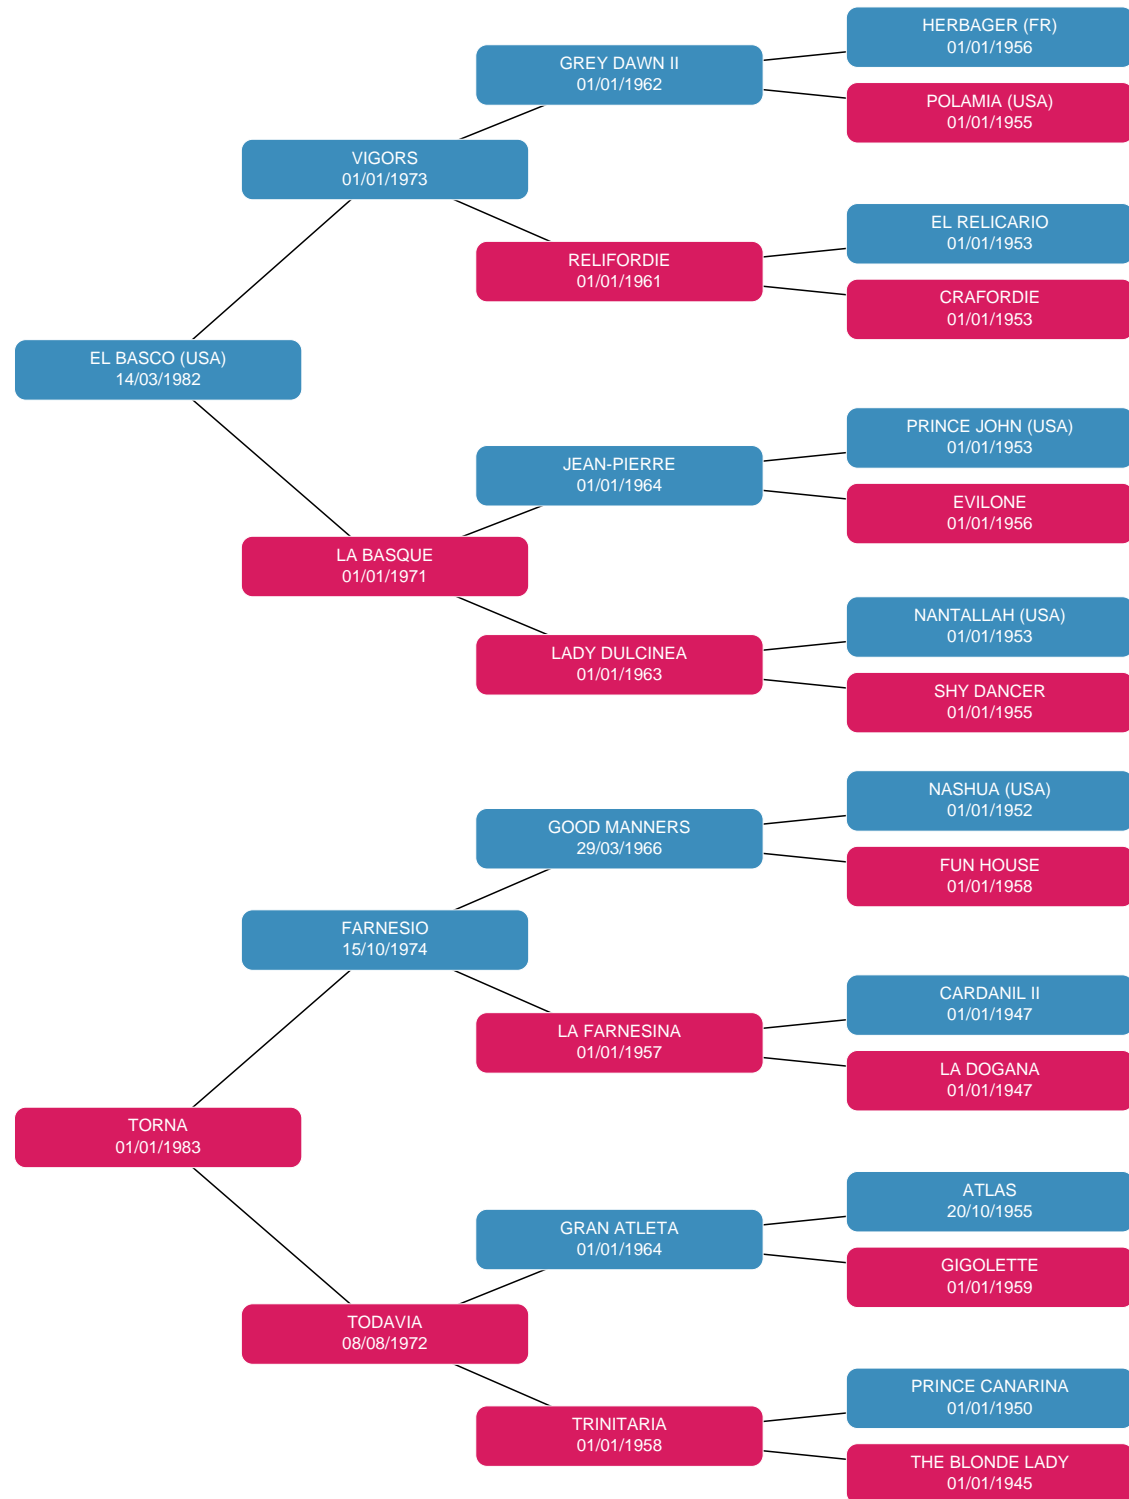 HERBAGER (FR)
01/01/1956
GREY DAWN II
01/01/1962
POLAMIA (USA)
01/01/1955
VIGORS
01/01/1973
EL RELICARIO
01/01/1953
RELIFORDIE
01/01/1961
CRAFORDIE
01/01/1953
EL BASCO (USA)
14/03/1982
PRINCE JOHN (USA)
01/01/1953
JEAN-PIERRE
01/01/1964
EVILONE
01/01/1956
LA BASQUE
01/01/1971
NANTALLAH (USA)
01/01/1953
LADY DULCINEA
01/01/1963
SHY DANCER
01/01/1955
NASHUA (USA)
01/01/1952
GOOD MANNERS
29/03/1966
FUN HOUSE
01/01/1958
FARNESIO
15/10/1974
CARDANIL II
01/01/1947
LA FARNESINA
01/01/1957
LA DOGANA
01/01/1947
TORNA
01/01/1983
ATLAS
20/10/1955
GRAN ATLETA
01/01/1964
GIGOLETTE
01/01/1959
TODAVIA
08/08/1972
PRINCE CANARINA
01/01/1950
TRINITARIA
01/01/1958
THE BLONDE LADY
01/01/1945